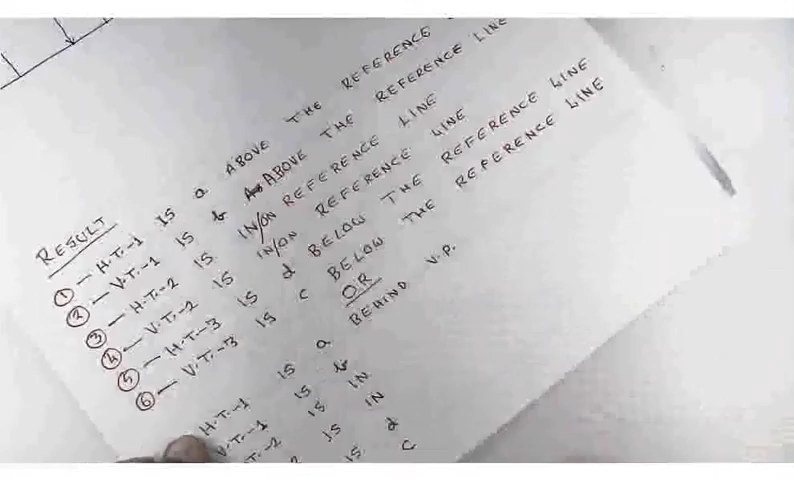 RESULT
① — H.T.-1 IS a ABOVE THE REFERENCE
② — V.T.-1 IS b ABOVE THE REFERENCE LINE
③ — H.T.-2 IS IN/ON REFERENCE LINE
④ — V.T.-2 IS IN/ON REFERENCE LINE
⑤ — H.T.-3 IS d BELOW THE REFERENCE LINE
⑥ — V.T.-3 IS c BELOW THE REFERENCE LINE
OR
H.T.-1 IS a BEHIND V.P.
V.T.-1 IS b
T.-2 IS IN
2 IS IN
IS d
c